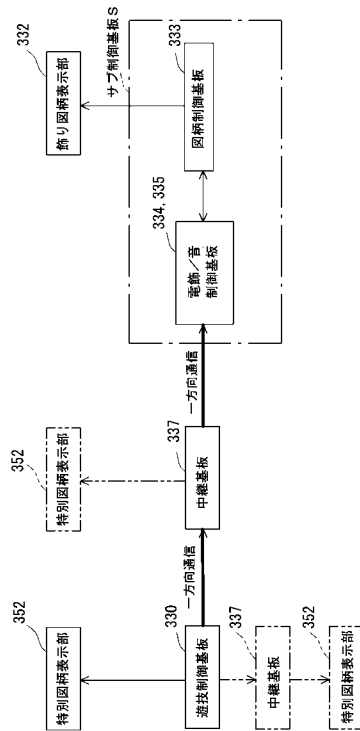 352
特別図柄表示部
352
特別図柄表示部
332
飾り図柄表示部
サブ制御基板S
330
遊技制御基板
一方向通信
337
中継基板
一方向通信
334, 335
電飾/音
制御基板
333
図柄制御基板
337
中継基板
352
特別図柄表示部